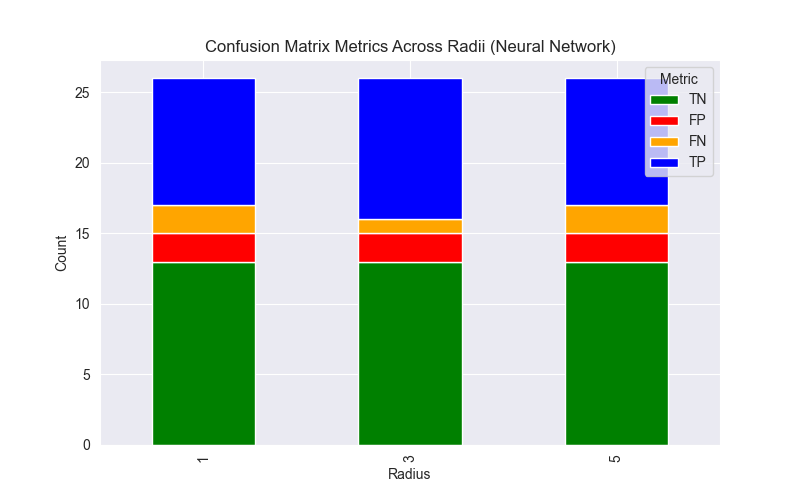 Confusion Matrix Metrics Across Radii (Neural Network)
Metric
TN
FP
FN
TP
25
20
15
10
5
0
Count
1
3
5
Radius